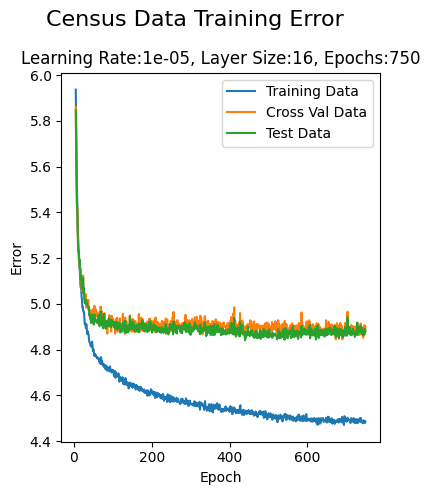 Census Data Training Error
Learning Rate:1e-05, Layer Size:16, Epochs:750
6.0
5.8
5.6
5.4
5.2
5.0
4.8
4.6
4.4
Error
Training Data
Cross Val Data
Test Data
0
200
400
600
Epoch